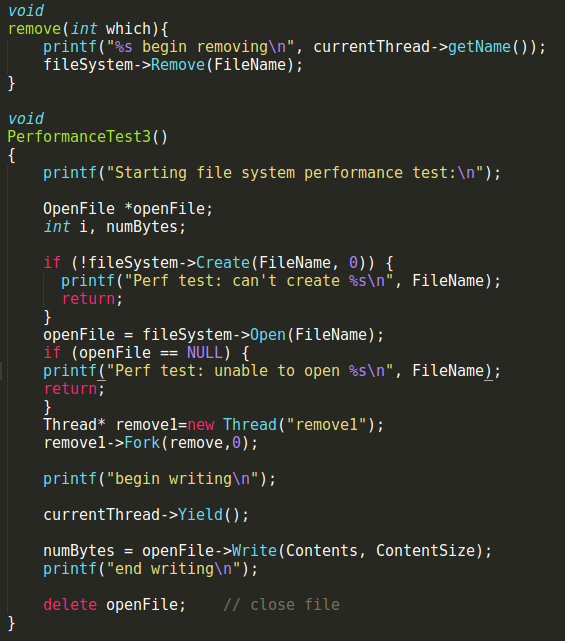 void
remove(int which){
    printf("%s begin removing\n", currentThread->getName());
    fileSystem->Remove(FileName);
}

void
PerformanceTest3()
{
    printf("Starting file system performance test:\n");

    OpenFile *openFile;
    int i, numBytes;

    if (!fileSystem->Create(FileName, 0)) {
      printf("Perf test: can't create %s\n", FileName);
      return;
    }
    openFile = fileSystem->Open(FileName);
    if (openFile == NULL) {
    printf("Perf test: unable to open %s\n", FileName);
    return;
    }
    Thread* remove1=new Thread("remove1");
    remove1->Fork(remove,0);

    printf("begin writing\n");

    currentThread->Yield();

    numBytes = openFile->Write(Contents, ContentSize);
    printf("end writing\n");

    delete openFile;    // close file
}